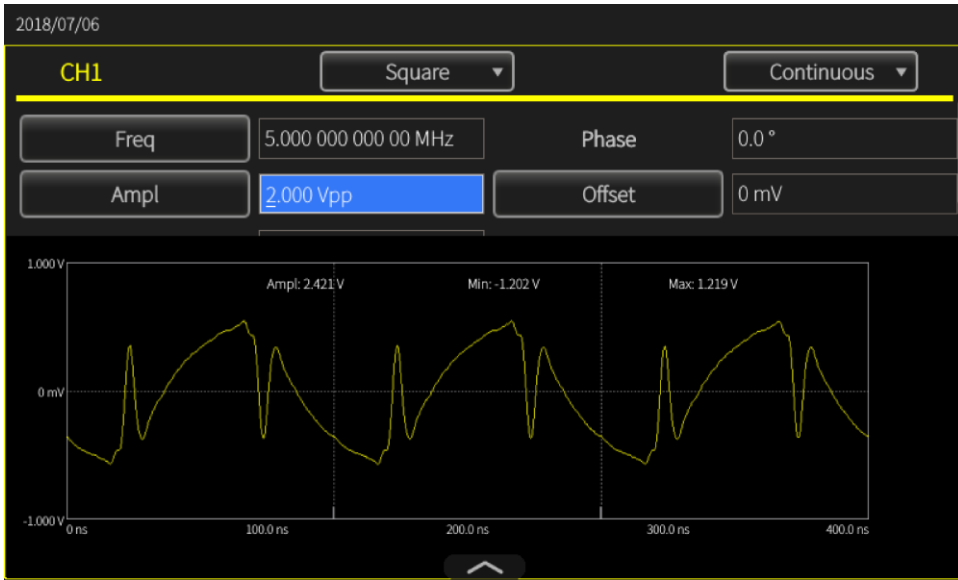 2018/07/06
CH1 Square Continuous
Freq 5.000 000 000 00 MHz Phase 0.0 °
Ampl 2.000 Vpp Offset 0 mV
1.000 V
Ampl: 2.421 V Min: -1.202 V Max: 1.219 V
0 mV
-1.000 V
0 ns 100.0 ns 200.0 ns 300.0 ns 400.0 ns